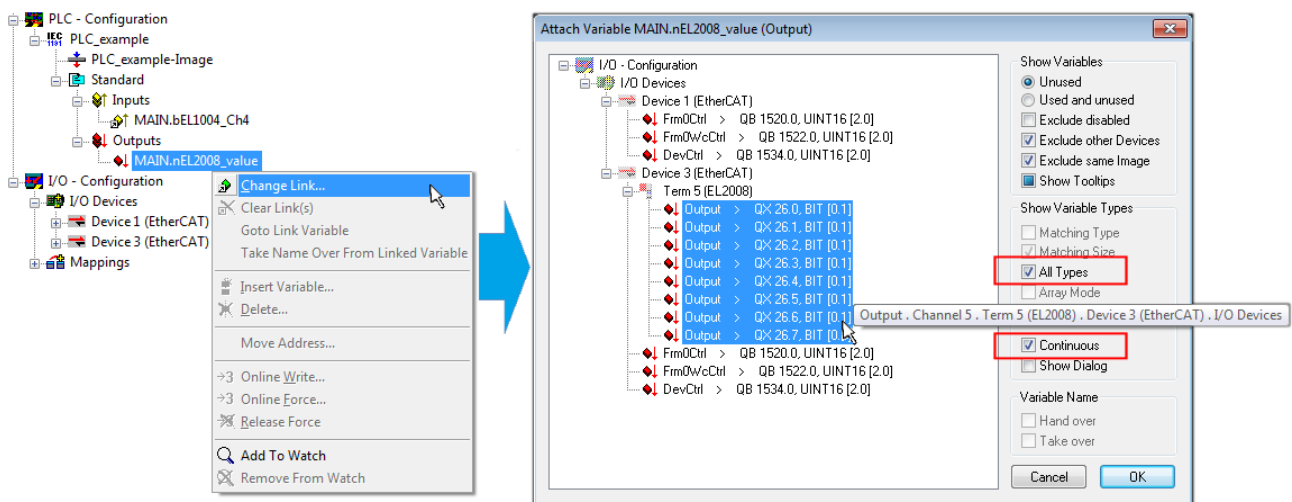 PLC - Configuration
IEC
1131
PLC_example
PLC_example-Image
Standard
Inputs
MAIN.bEL1004_Ch4
Outputs
MAIN.nEL2008_value
I/O - Configuration
I/O Devices
Device 1 (EtherCAT)
Device 3 (EtherCAT)
Mappings
Change Link...
Clear Link(s)
Goto Link Variable
Take Name Over From Linked Variable
Insert Variable...
Delete...
Move Address...
Online Write...
Online Force...
Release Force
Add To Watch
Remove From Watch
Attach Variable MAIN.nEL2008_value (Output)
I/O - Configuration
I/O Devices
Device 1 (EtherCAT)
Frm0Ctrl > QB 1520.0, UINT16 [2.0]
Frm0WcCtrl > QB 1522.0, UINT16 [2.0]
DevCtrl > QB 1534.0, UINT16 [2.0]
Device 3 (EtherCAT)
Term 5 (EL2008)
Output > QX 26.0, BIT [0.1]
Output > QX 26.1, BIT [0.1]
Output > QX 26.2, BIT [0.1]
Output > QX 26.3, BIT [0.1]
Output > QX 26.4, BIT [0.1]
Output > QX 26.5, BIT [0.1]
Output > QX 26.6, BIT [0.1]
Output > QX 26.7, BIT
Frm0Ctrl > QB 1520.0, UINT16 [2.0]
Frm0WcCtrl > QB 1522.0, UINT16 [2.0]
DevCtrl > QB 1534.0, UINT16 [2.0]
Output . Channel 5 . Term 5 (EL2008) . Device 3 (EtherCAT) . I/O Devices
Show Variables
Unused
Used and unused
Exclude disabled
Exclude other Devices
Exclude same Image
Show Tooltips
Show Variable Types
Matching Type
Matching Size
All Types
Array Mode
Continuous
Show Dialog
Variable Name
Hand over
Take over
Cancel
OK